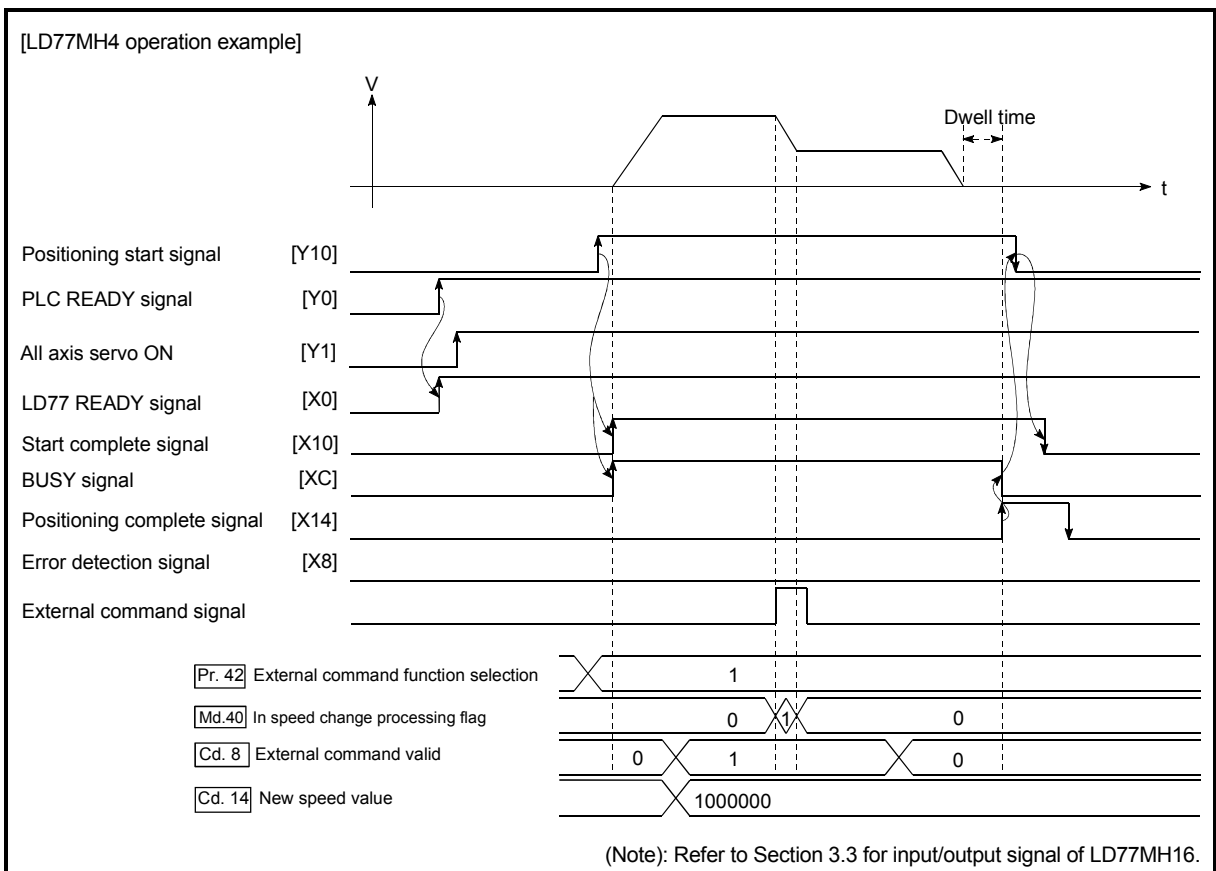 [LD77MH4 operation example]
V
Dwell time
t
Positioning start signal [Y10]
PLC READY signal [Y0]
All axis servo ON [Y1]
LD77 READY signal [X0]
Start complete signal [X10]
BUSY signal [XC]
Positioning complete signal [X14]
Error detection signal [X8]
External command signal
Pr. 42 External command function selection 1
Md.40 In speed change processing flag 0 1 0
Cd. 8 External command valid 0 1 0
Cd. 14 New speed value 1000000
(Note): Refer to Section 3.3 for input/output signal of LD77MH16.